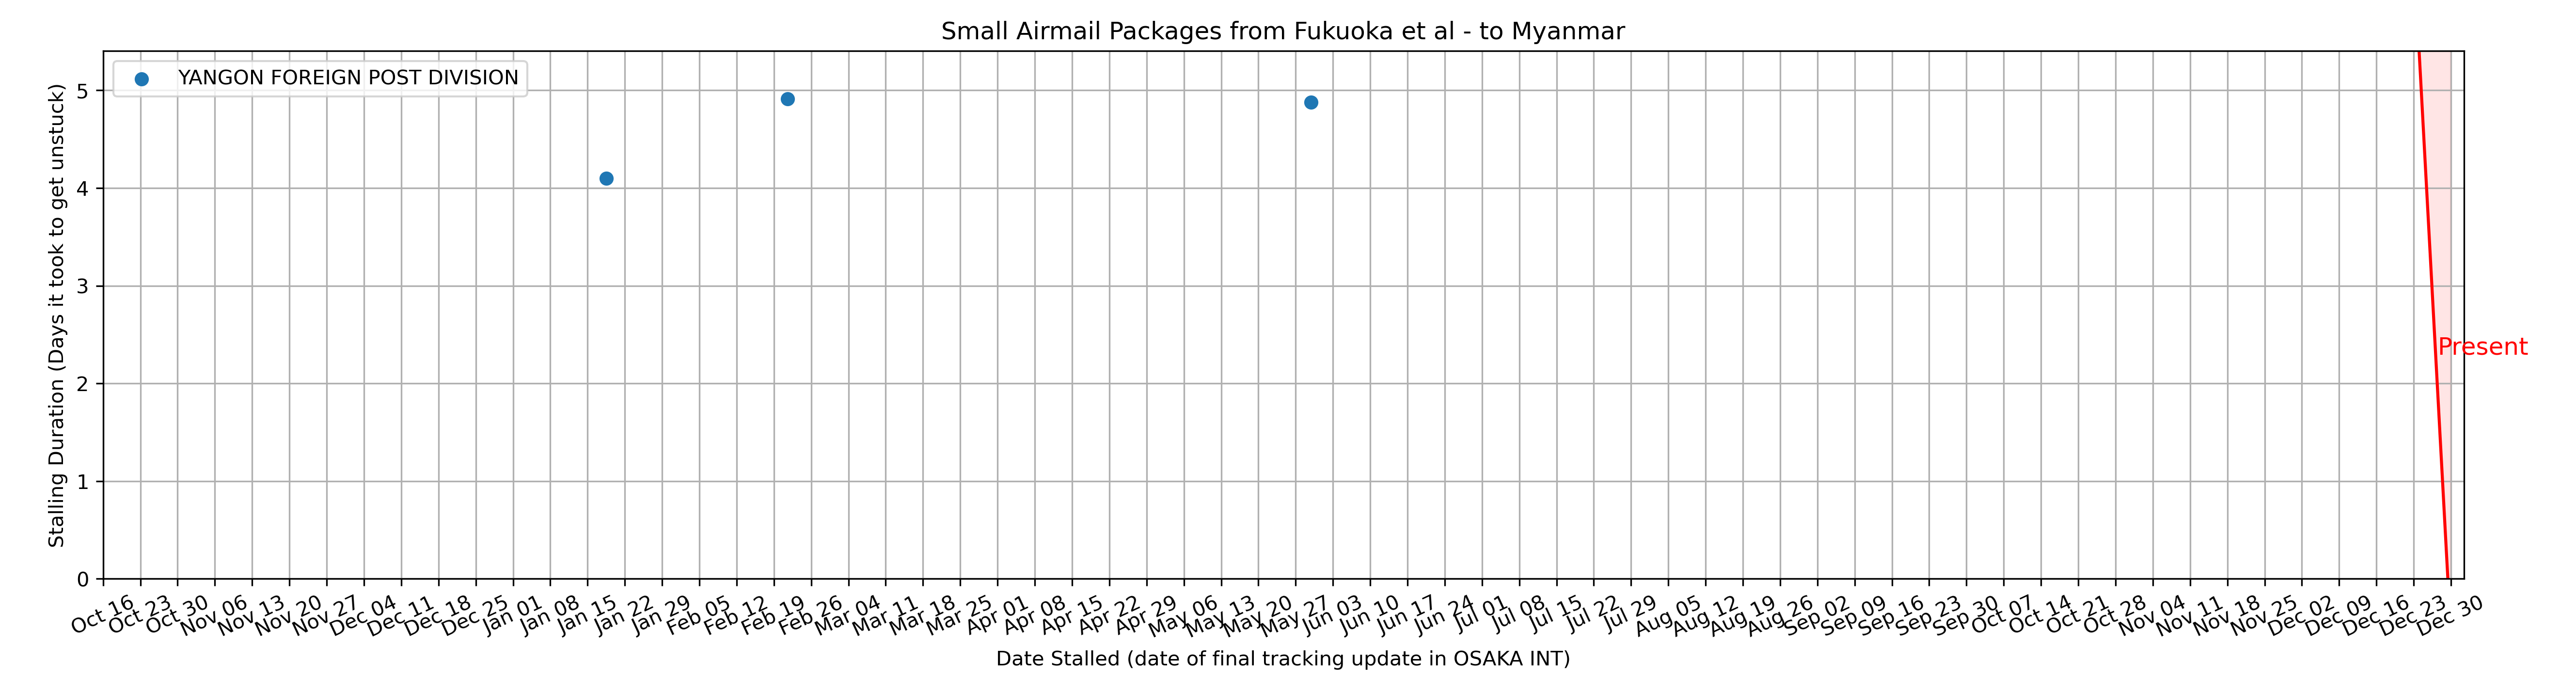 Small Airmail Packages from Fukuoka et al - to Myanmar
YANGON FOREIGN POST DIVISION
Stalling Duration (Days it took to get unstuck)
5
4
3
2
1
0
Present
Oct 16 Oct 23 Oct 30 Nov 06 Nov 13 Nov 20 Nov 27 Dec 04 Dec 11 Dec 18 Dec 25 Jan 01 Jan 08 Jan 15 Jan 22 Jan 29 Feb 05 Feb 12 Feb 19 Feb 26 Mar 04 Mar 11 Mar 18 Mar 25 Apr 01 Apr 08 Apr 15 Apr 22 Apr 29 May 06 May 13 May 20 May 27 Jun 03 Jun 10 Jun 17 Jun 24 Jul 01 Jul 08 Jul 15 Jul 22 Jul 29 Aug 05 Aug 12 Aug 19 Aug 26 Sep 02 Sep 09 Sep 16 Sep 23 Sep 30 Oct 07 Oct 14 Oct 21 Oct 28 Nov 04 Nov 11 Nov 18 Nov 25 Dec 02 Dec 09 Dec 16 Dec 23 Dec 30
Date Stalled (date of final tracking update in OSAKA INT)